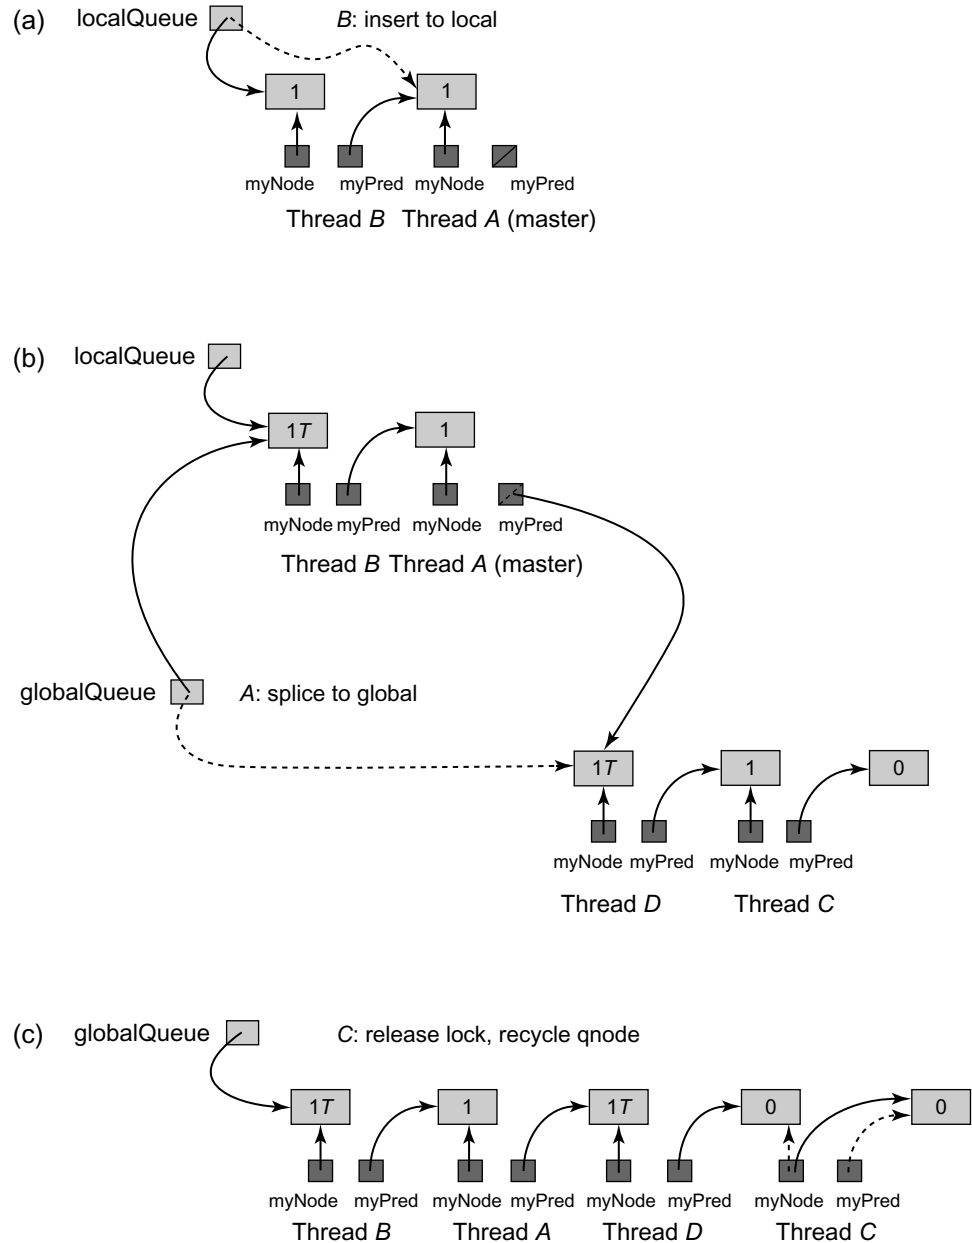 (a) localQueue B: insert to local
1 1
myNode myPred myNode myPred
Thread B Thread A (master)
(b) localQueue
1T 1
myNode myPred myNode myPred
Thread B Thread A (master)
globalQueue A: splice to global
1T 1 0
myNode myPred myNode myPred
Thread D Thread C
(c) globalQueue C: release lock, recycle qnode
1T 1 1T 0 0
myNode myPred myNode myPred myNode myPred myNode myPred
Thread B Thread A Thread D Thread C